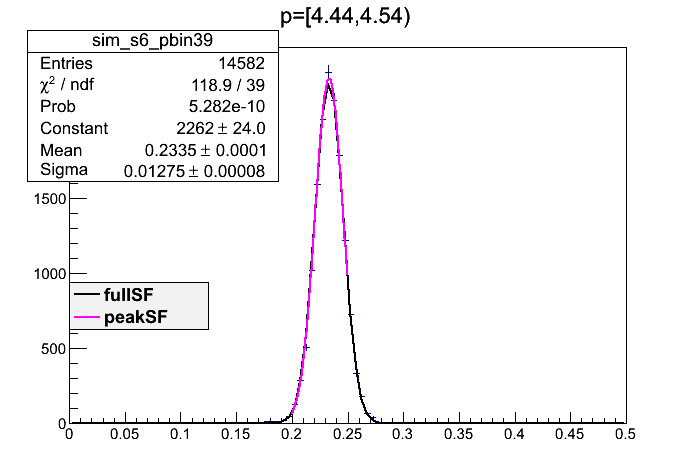 p=[4.44,4.54)
sim_s6_pbin39
Entries 14582
χ² / ndf 118.9 / 39
Prob 5.282e-10
Constant 2262 ± 24.0
Mean 0.2335 ± 0.0001
Sigma 0.01275 ± 0.00008
1500
1000
fullSF
peakSF
500
0
0 0.05 0.1 0.15 0.2 0.25 0.3 0.35 0.4 0.45 0.5